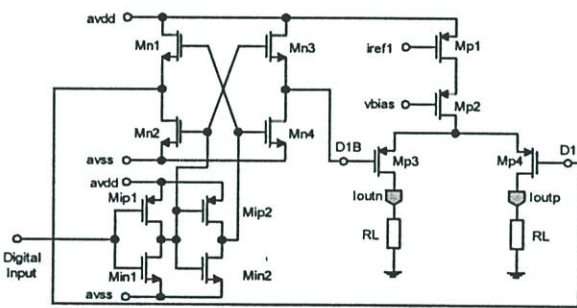 avdd
Mn1
Mn3
iref1
Mp1
vbias
Mp2
Mn2
Mn4
avss
D1B
Mp3
Mp4
D1
avdd
Mip1
Mip2
Ioutn
Ioutp
RL
RL
Digital
Input
Min1
Min2
avss